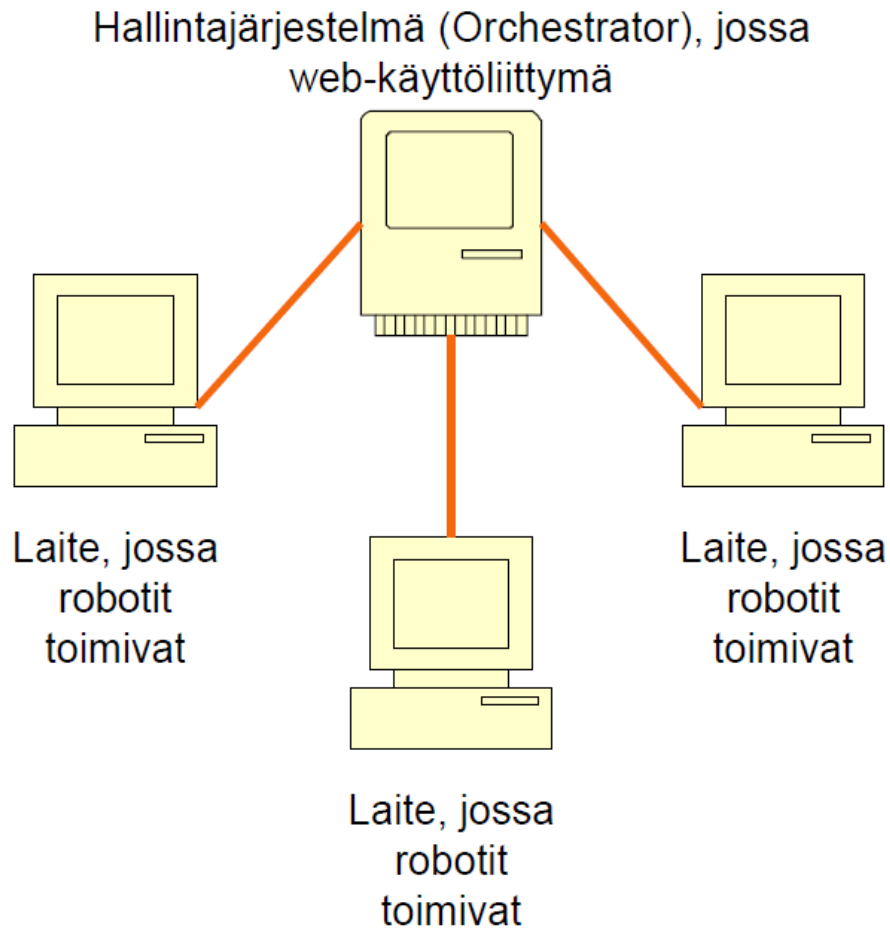 Hallintajärjestelmä (Orchestrator), jossa
web-käyttöliittymä
Laite, jossa
robotit
toimivat
Laite, jossa
robotit
toimivat
Laite, jossa
robotit
toimivat